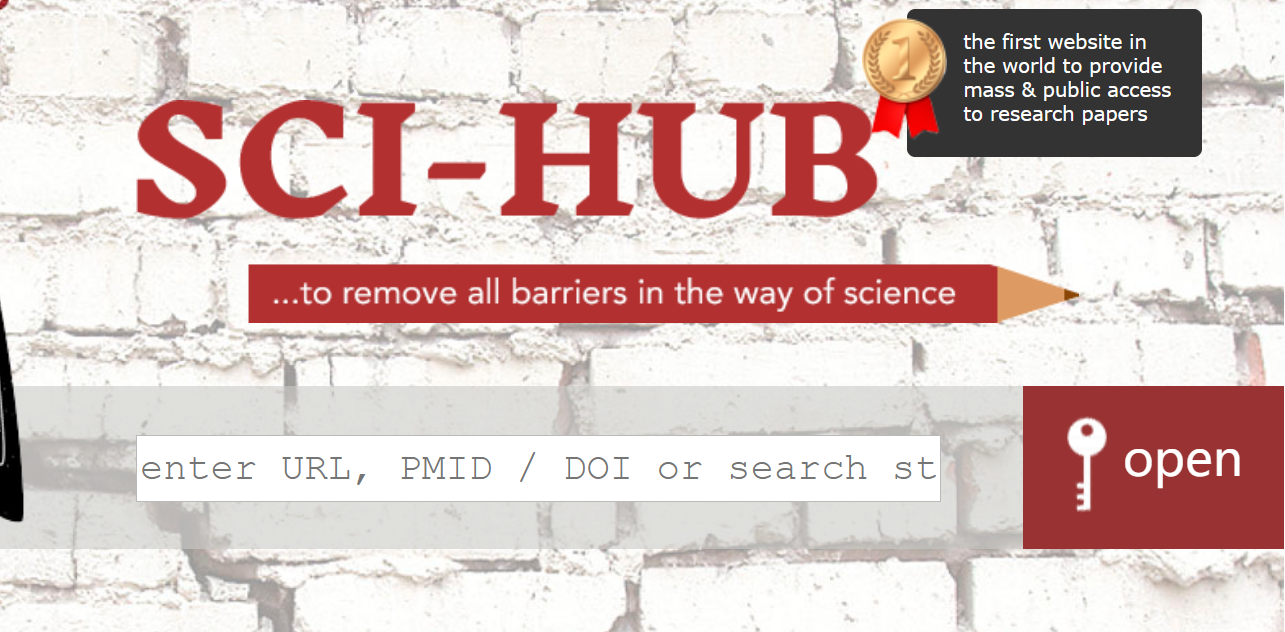 the first website in
the world to provide
mass & public access
to research papers
SCI-HUB
...to remove all barriers in the way of science
enter URL, PMID / DOI or search st
open